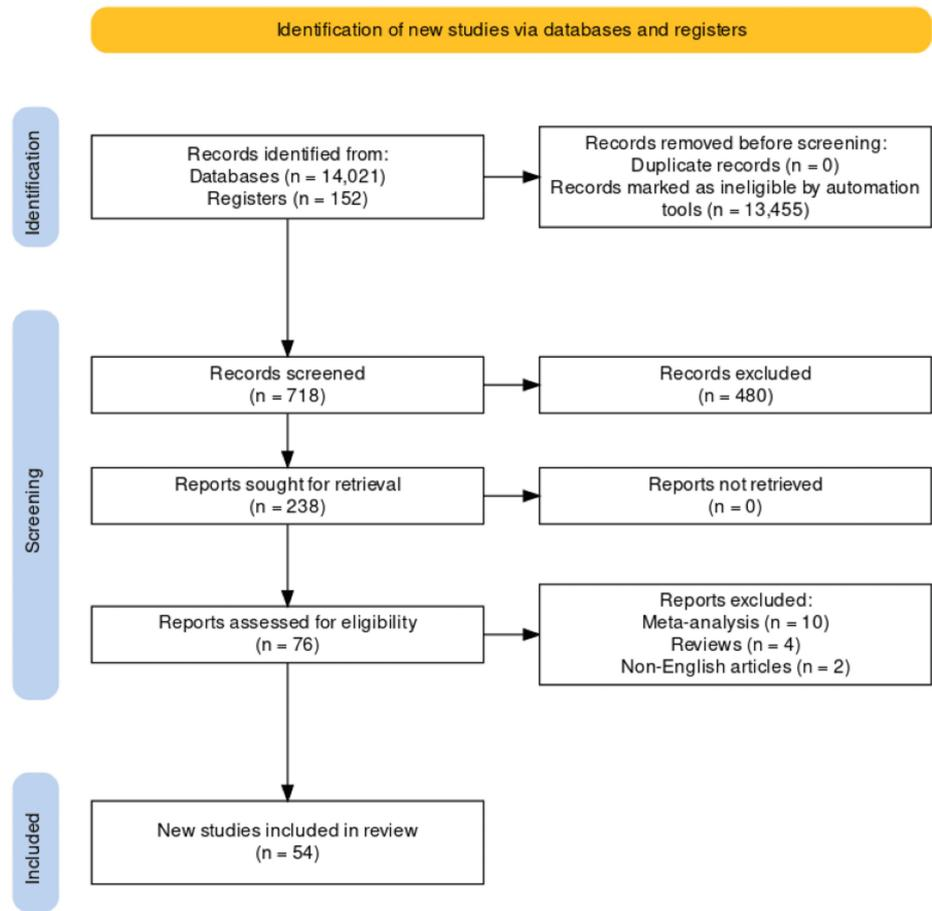 Identification of new studies via databases and registers
Identification
Records identified from:
Databases (n = 14,021)
Registers (n = 152)
Records removed before screening:
Duplicate records (n = 0)
Records marked as ineligible by automation
tools (n = 13,455)
Screening
Records screened
(n = 718)
Records excluded
(n = 480)
Reports sought for retrieval
(n = 238)
Reports not retrieved
(n = 0)
Reports assessed for eligibility
(n = 76)
Reports excluded:
Meta-analysis (n = 10)
Reviews (n = 4)
Non-English articles (n = 2)
Included
New studies included in review
(n = 54)